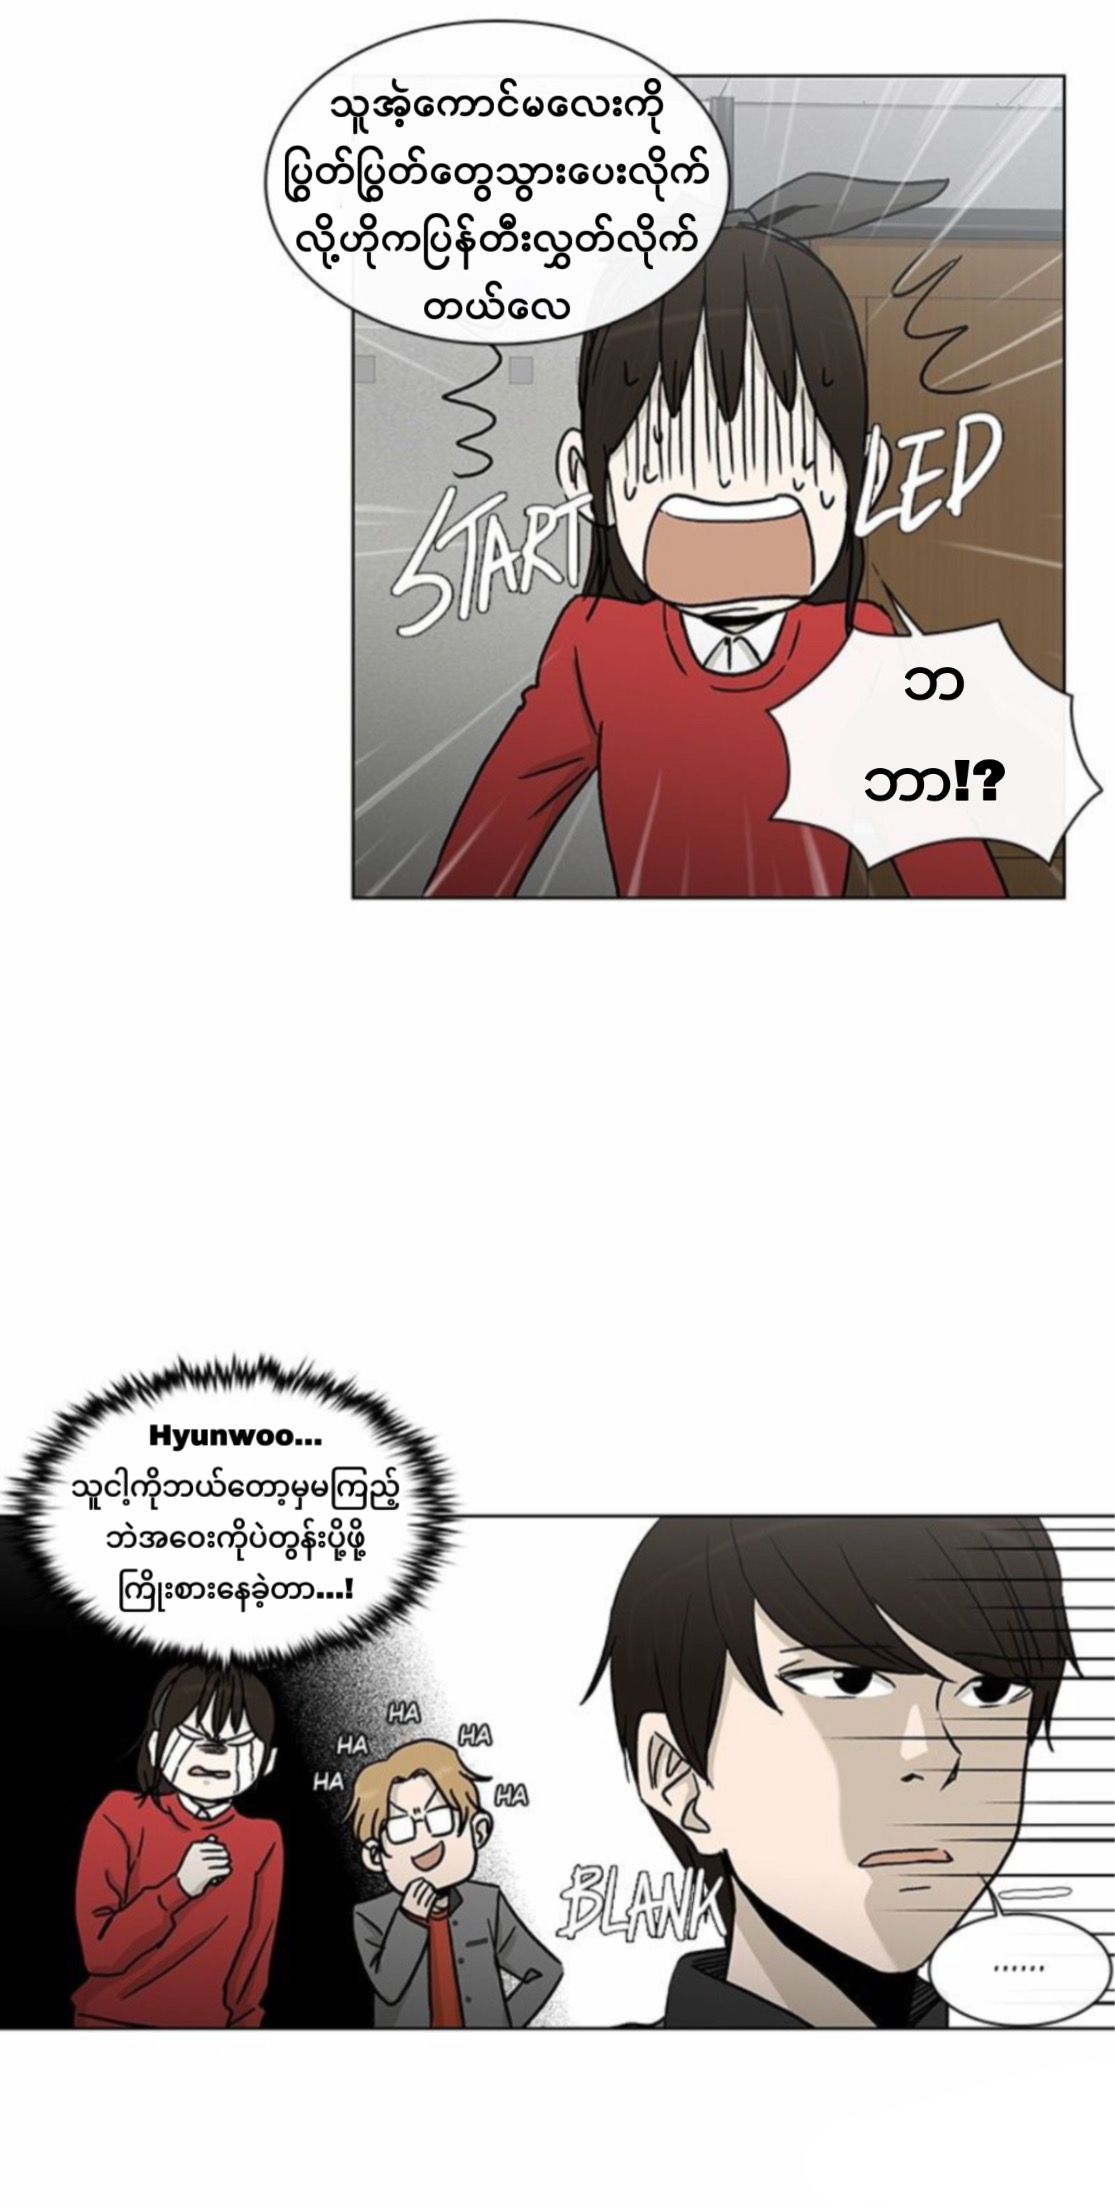 သူအဲ့ကောင်မလေးကို
ပြွတ်ပြွတ်တွေသွားပေးလိုက်
လို့ဟိုကပြန်တီးလွှတ်လိုက်
တယ်လေ
START
LED
ဘ
ဘာ!?
Hyunwoo...
သူငါ့ကိုဘယ်တော့မှမကြည့်
ဘဲအဝေးကိုပဲတွန်းပို့ဖို့
ကြိုးစားနေခဲ့တာ...!
HA
HA
HA
HA
HA
BLANK
......